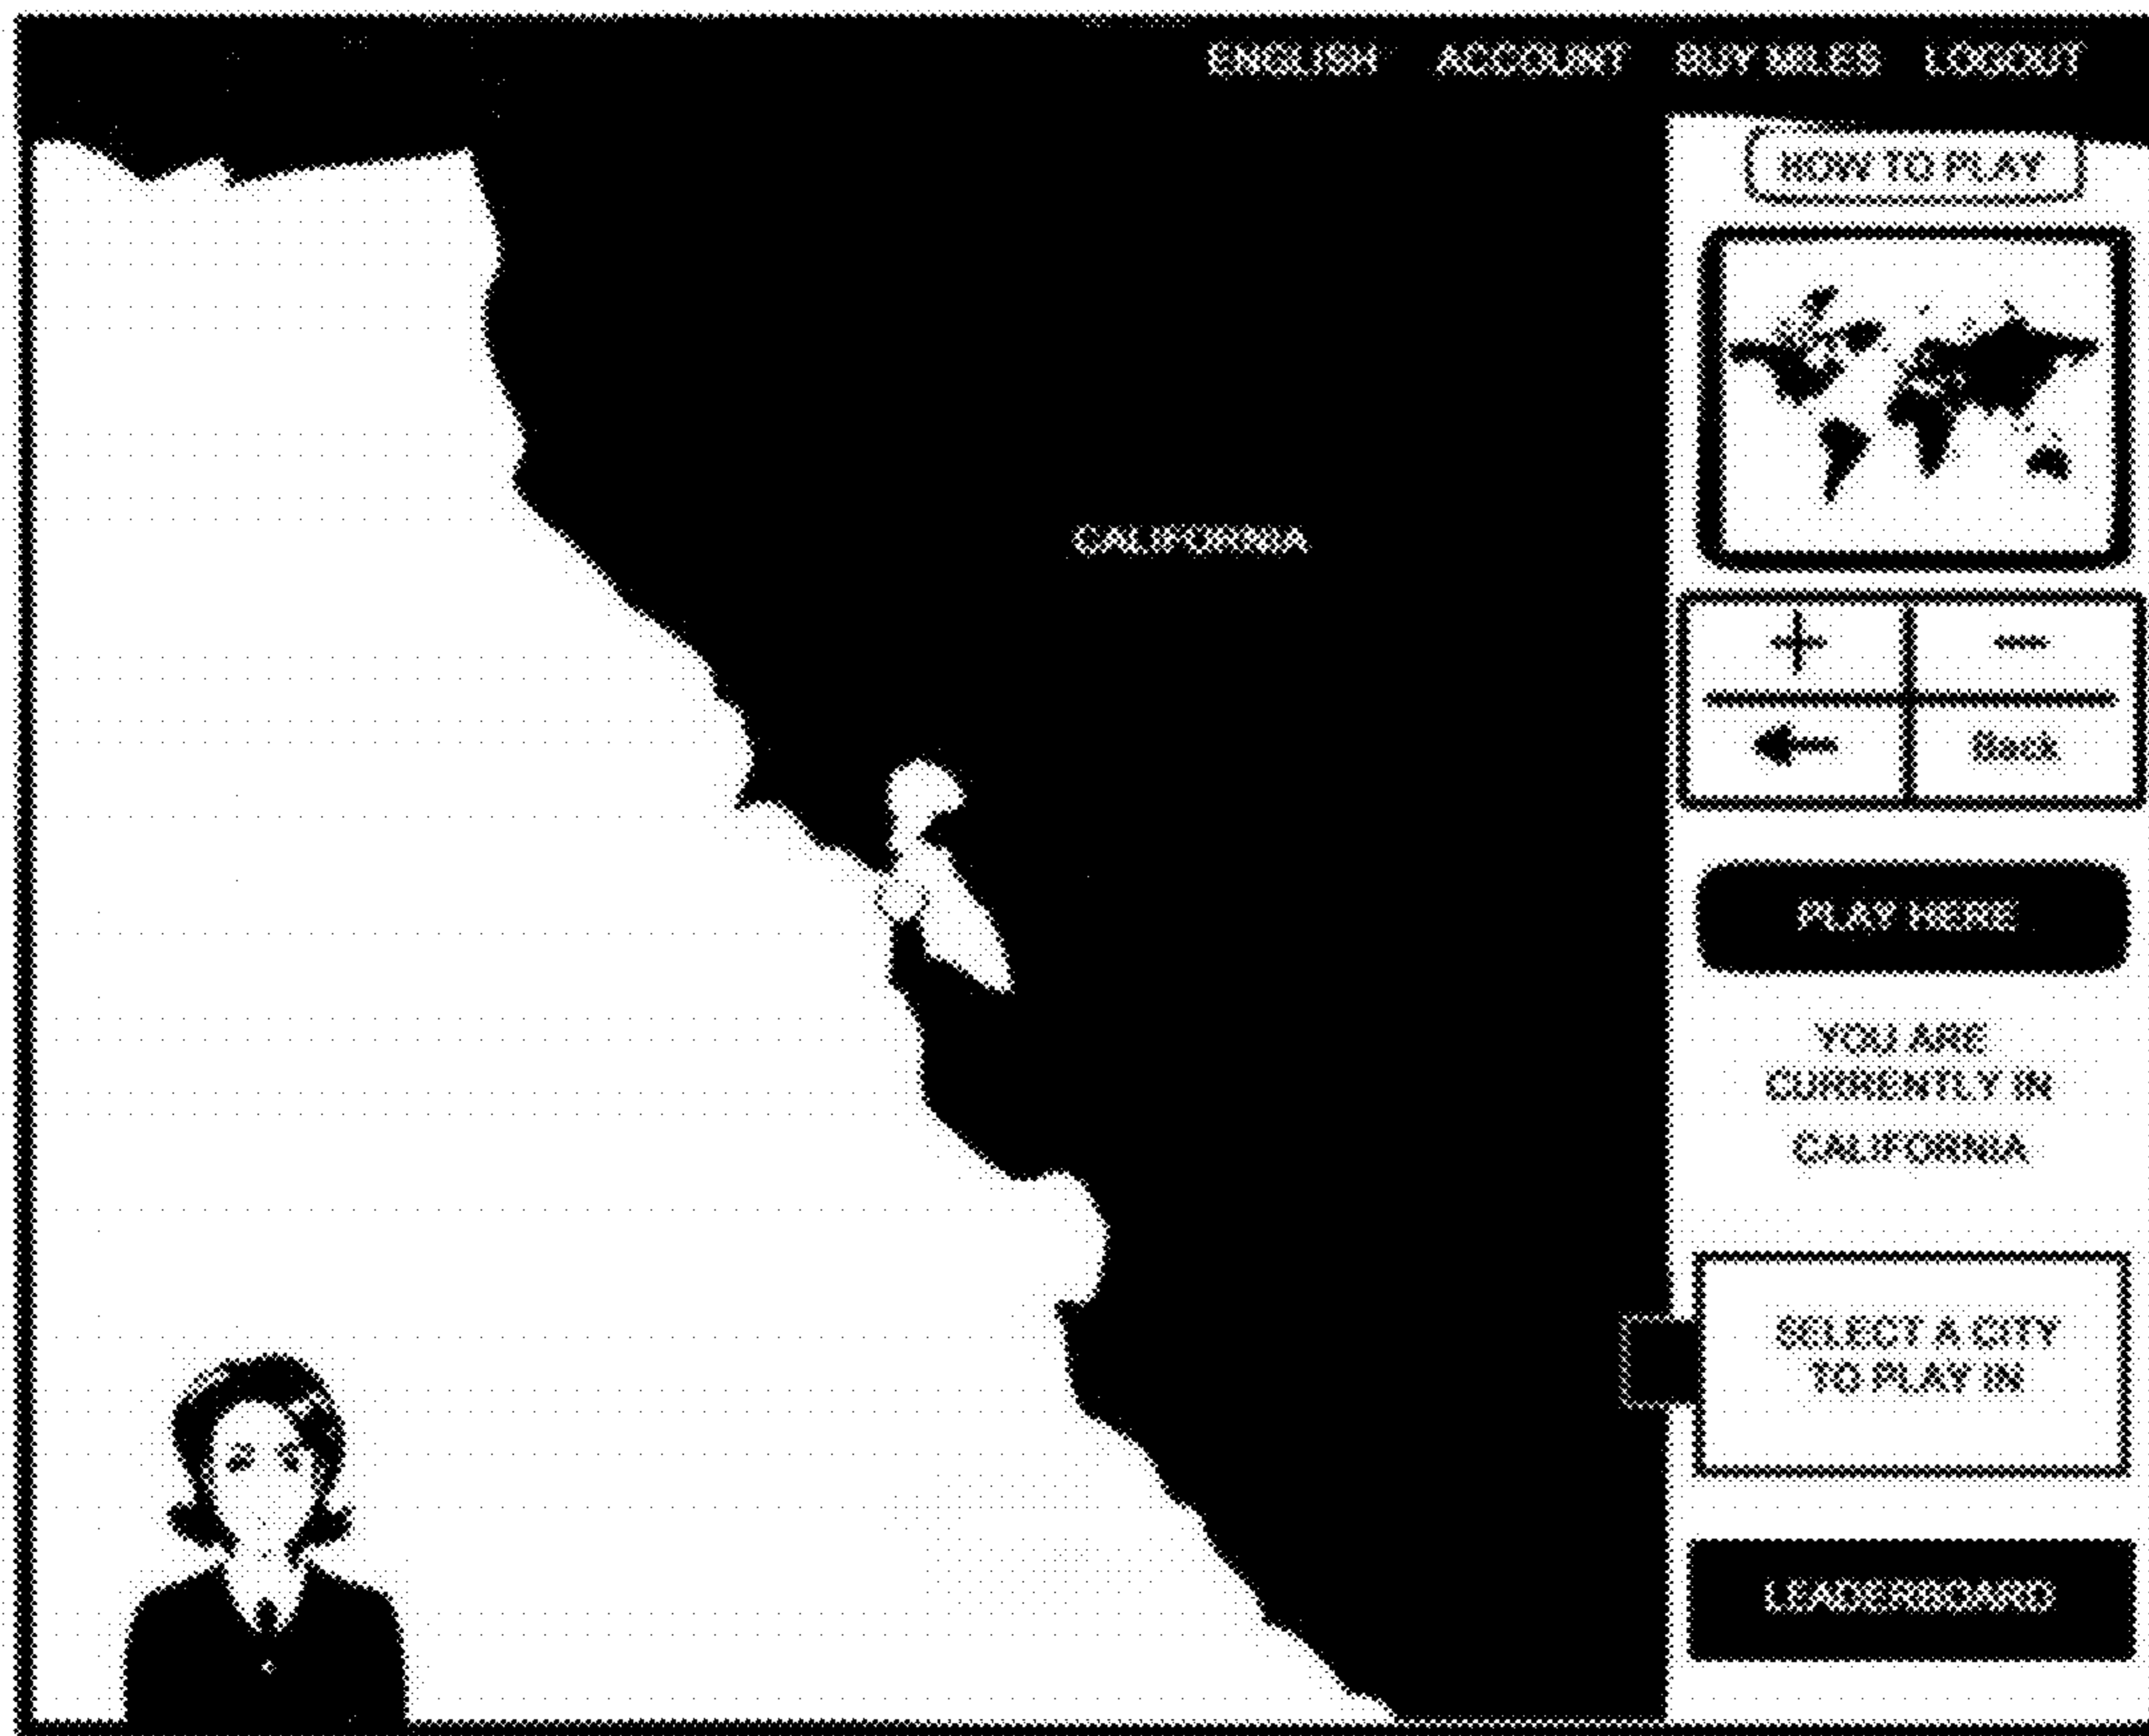 ENGLISH ACCOUNT BUY MILES LOGOUT
HOW TO PLAY
CALIFORNIA
+ -
Back
PLAY HERE
YOU ARE
CURRENTLY IN
CALIFORNIA
SELECT A CITY
TO PLAY IN
LEADERBOARD